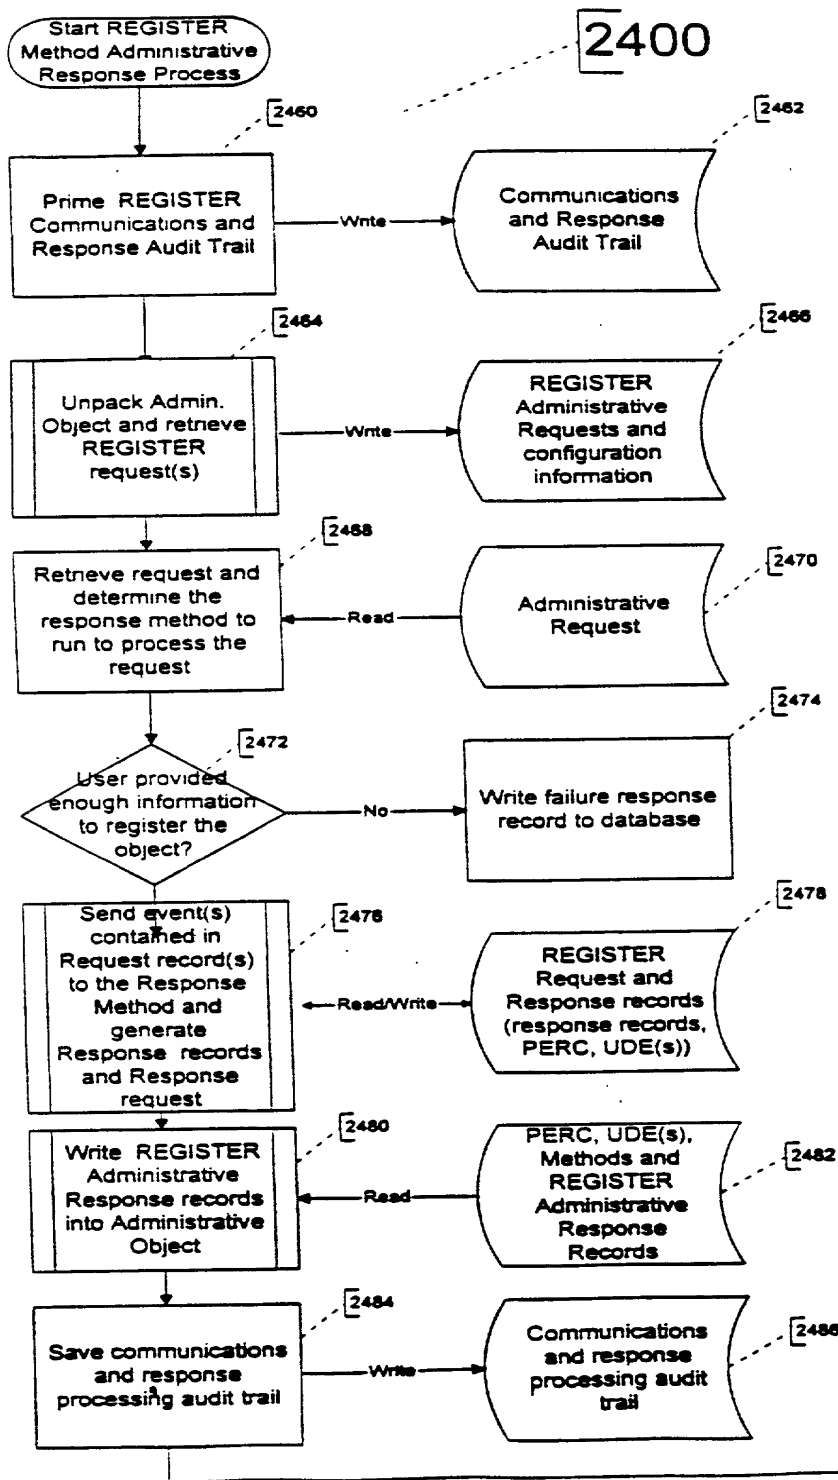 Start REGISTER
Method Administrative
Response Process
2400
2460
2462
Prime REGISTER
Communications and
Response Audit Trail
Write
Communications
and Response
Audit Trail
2464
2466
Unpack Admin.
Object and retrieve
REGISTER
request(s)
Write
REGISTER
Administrative
Requests and
configuration
information
2468
2470
Retrieve request and
determine the
response method to
run to process the
request
Read
Administrative
Request
2472
2474
User provided
enough information
to register the
object?
No
Write failure response
record to database
2476
2478
Send event(s)
contained in
Request record(s)
to the Response
Method and
generate
Response records
and Response
request
Read/Write
REGISTER
Request and
Response records
(response records,
PERC, UDE(s))
2480
2482
Write REGISTER
Administrative
Response records
into Administrative
Object
Read
PERC, UDE(s),
Methods and
REGISTER
Administrative
Response
Records
2484
2486
Save communications
and response
processing audit trail
Write
Communications
and response
processing audit
trail